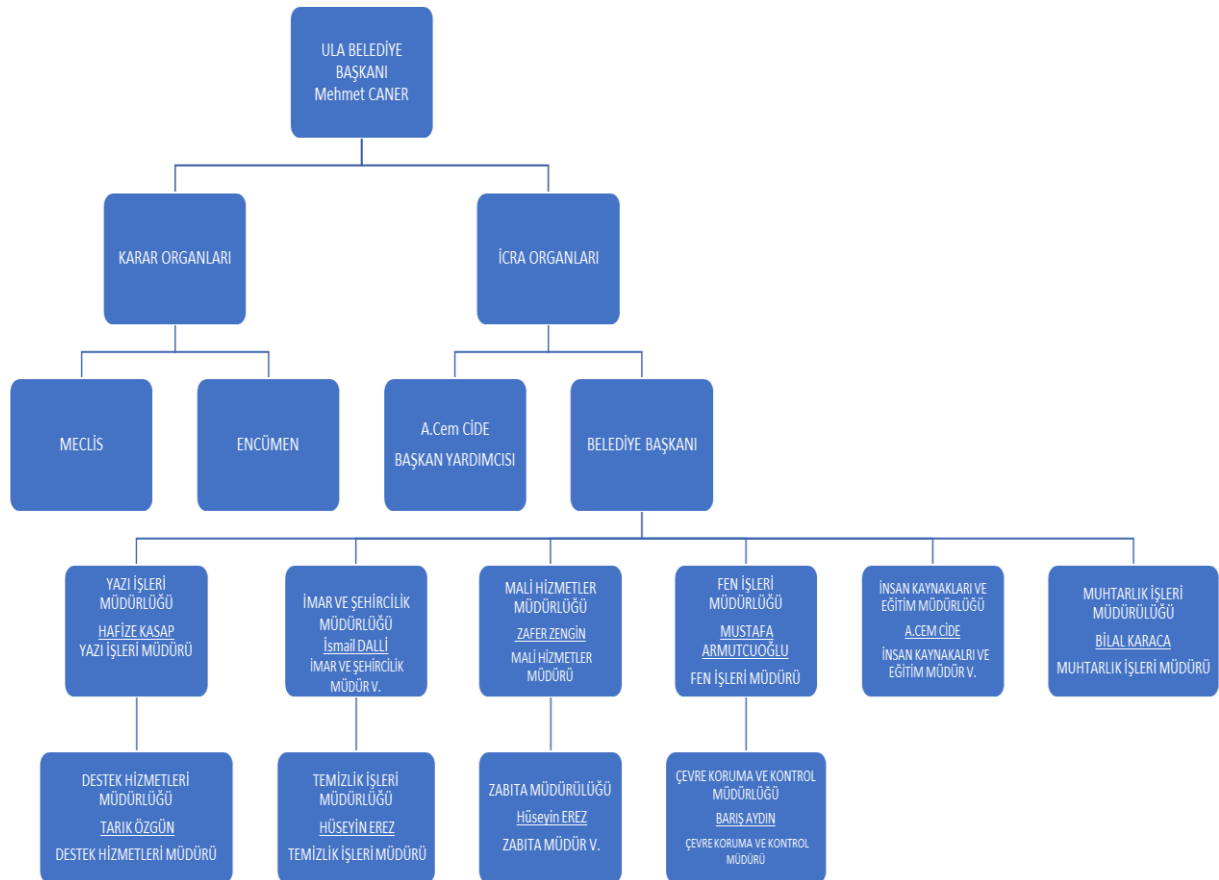 ULA BELEDİYE
BAŞKANI
Mehmet CANER
KARAR ORGANLARI
İCRA ORGANLARI
MECLİS
ENCÜMEN
A.Cem CİDE
BAŞKAN YARDIMCISI
BELEDİYE BAŞKANI
YAZI İŞLERİ
MÜDÜRLÜĞÜ
HAFİZE KASAP
YAZI İŞLERİ MÜDÜRÜ
İMAR VE ŞEHİRCİLİK
MÜDÜRLÜĞÜ
İsmail DALLİ
İMAR VE ŞEHİRCİLİK
MÜDÜR V.
MALİ HİZMETLER
MÜDÜRLÜĞÜ
ZAFER ZENGİN
MALİ HİZMETLER
MÜDÜRÜ
FEN İŞLERİ
MÜDÜRLÜĞÜ
MUSTAFA
ARMUTCUOĞLU
FEN İŞLERİ MÜDÜRÜ
İNSAN KAYNAKLARI VE
EĞİTİM MÜDÜRLÜĞÜ
A.CEM CİDE
İNSAN KAYNAKALRI VE
EĞİTİM MÜDÜR V.
MUHTARLIK İŞLERİ
MÜDÜRÜLÜĞÜ
BİLAL KARACA
MUHTARLIK İŞLERİ MÜDÜRÜ
DESTEK HİZMETLERİ
MÜDÜRLÜĞÜ
TARIK ÖZGÜN
DESTEK HİZMETLERİ MÜDÜRÜ
TEMİZLİK İŞLERİ
MÜDÜRLÜĞÜ
HÜSEYİN EREZ
TEMİZLİK İŞLERİ MÜDÜRÜ
ZABITA MÜDÜRÜLÜĞÜ
Hüseyin EREZ
ZABITA MÜDÜR V.
ÇEVRE KORUMA VE KONTROL
MÜDÜRLÜĞÜ
BARIŞ AYDIN
ÇEVRE KORUMA VE KONTROL
MÜDÜRÜ